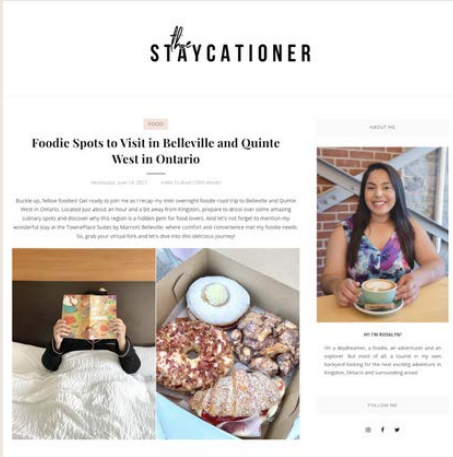 the
STAYCATIONER
FOOD
Foodie Spots to Visit in Belleville and Quinte
West in Ontario
Wednesday, June 14, 2023
Buckle up, fellow foodies! Get ready to join me as I recap my mini overnight foodie road trip to Belleville and Quinte
West in Ontario. Located just about an hour and a bit away from Kingston, prepare to drool over some amazing
culinary spots and discover why this region is a hidden gem for food lovers. And let's not forget to mention my
wonderful stay at the TownePlace Suites by Marriott Belleville, where comfort and convenience met my foodie needs.
So, grab your virtual fork and let's dive into this delicious journey!
ABOUT ME
HI! I'M ROSALYN!
I'm a daydreamer, a foodie, an adventurer and an
explorer. But most of all, a tourist in my own
backyard looking for the next exciting adventure in
Kingston, Ontario and surrounding areas!
FOLLOW ME